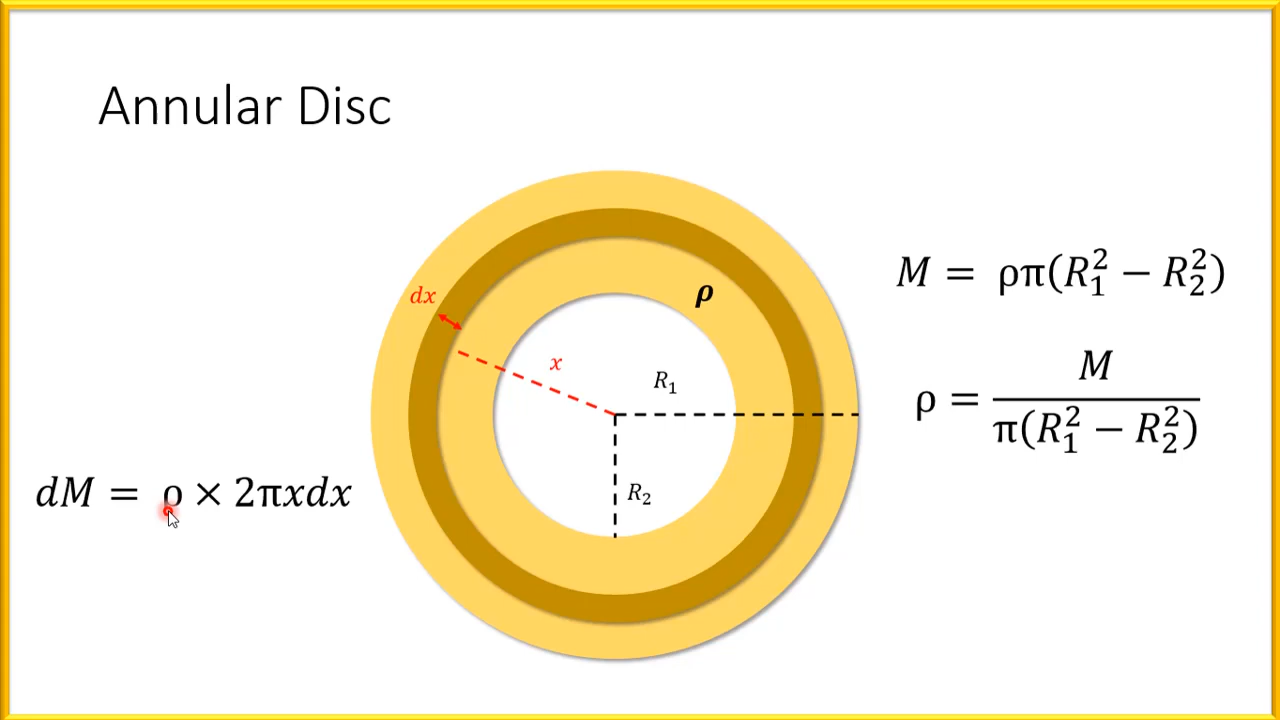 Annular Disc
dx
ρ
x
R₁
R₂
M = ρπ(R₁² − R₂²)
ρ = M / π(R₁² − R₂²)
dM = ρ × 2πxdx